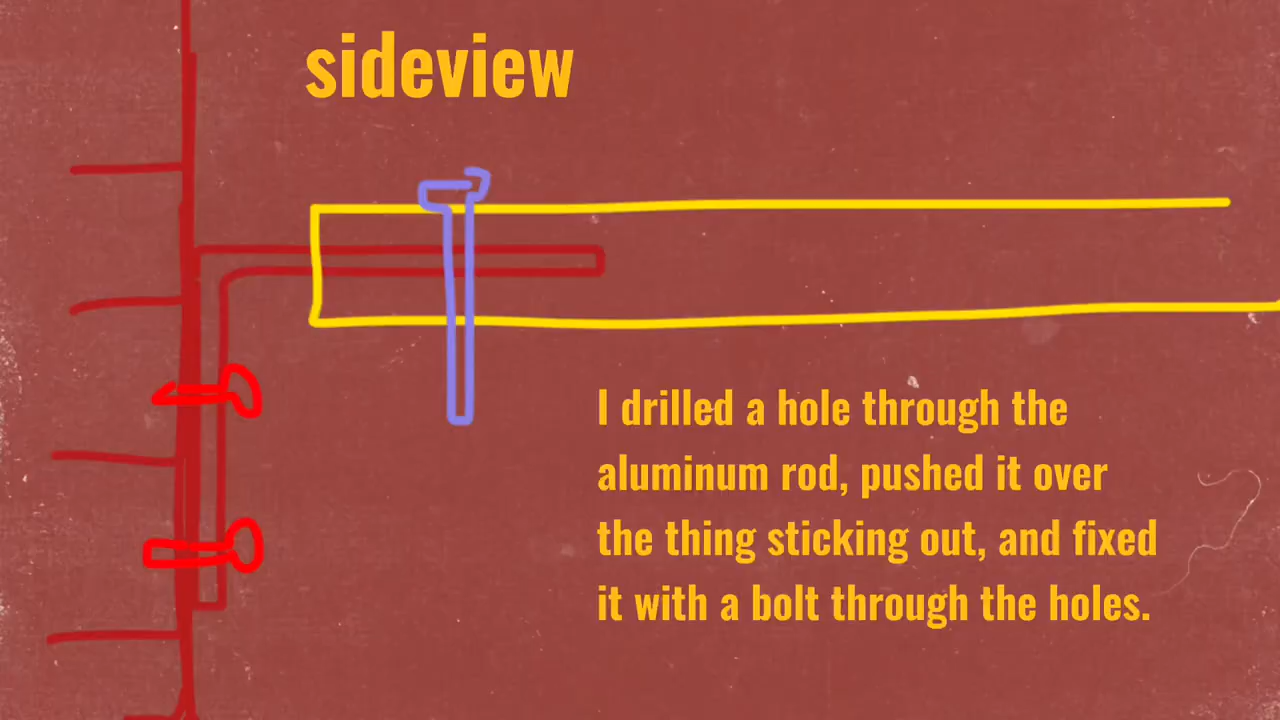 sideview
I drilled a hole through the
aluminum rod, pushed it over
the thing sticking out, and fixed
it with a bolt through the holes.